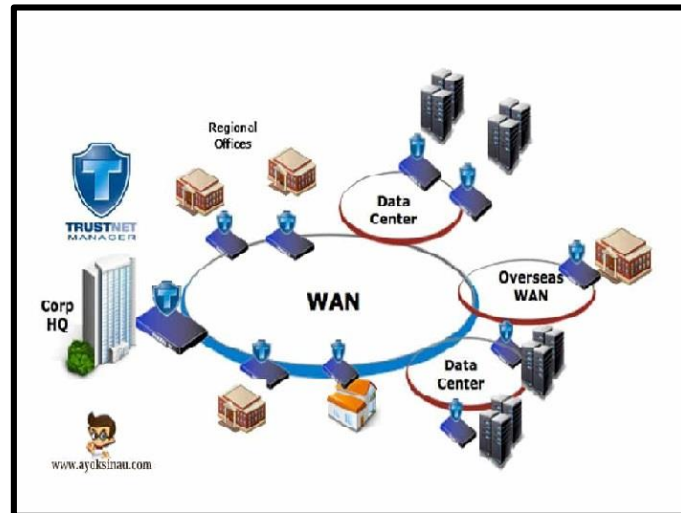 Regional
Offices
T
TRUSTNET
MANAGER
Data
Center
Corp
HQ
WAN
Overseas
WAN
Data
Center
www.ayoksinau.com